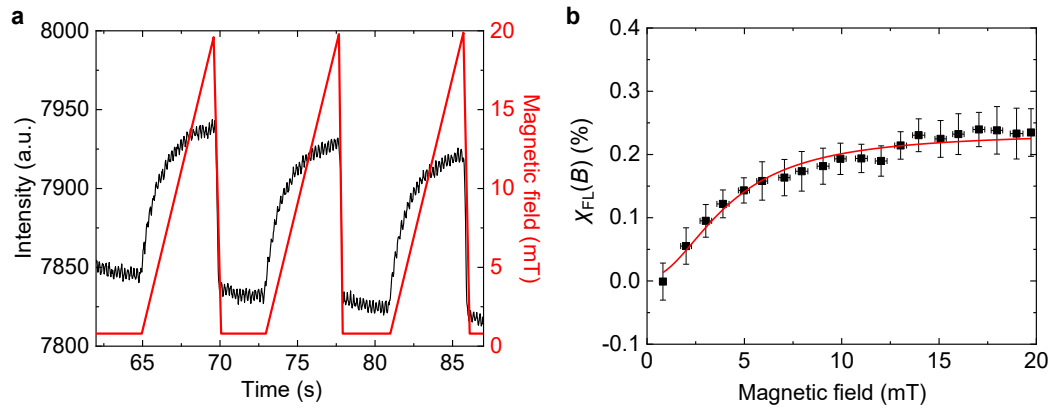 a
8000
7950
7900
7850
7800
Intensity (a.u.)
65 70 75 80 85
Time (s)
20
15
10
5
0
Magnetic field (mT)
b
0.4
0.3
0.2
0.1
0.0
-0.1
χFL(B) (%)
0 5 10 15 20
Magnetic field (mT)